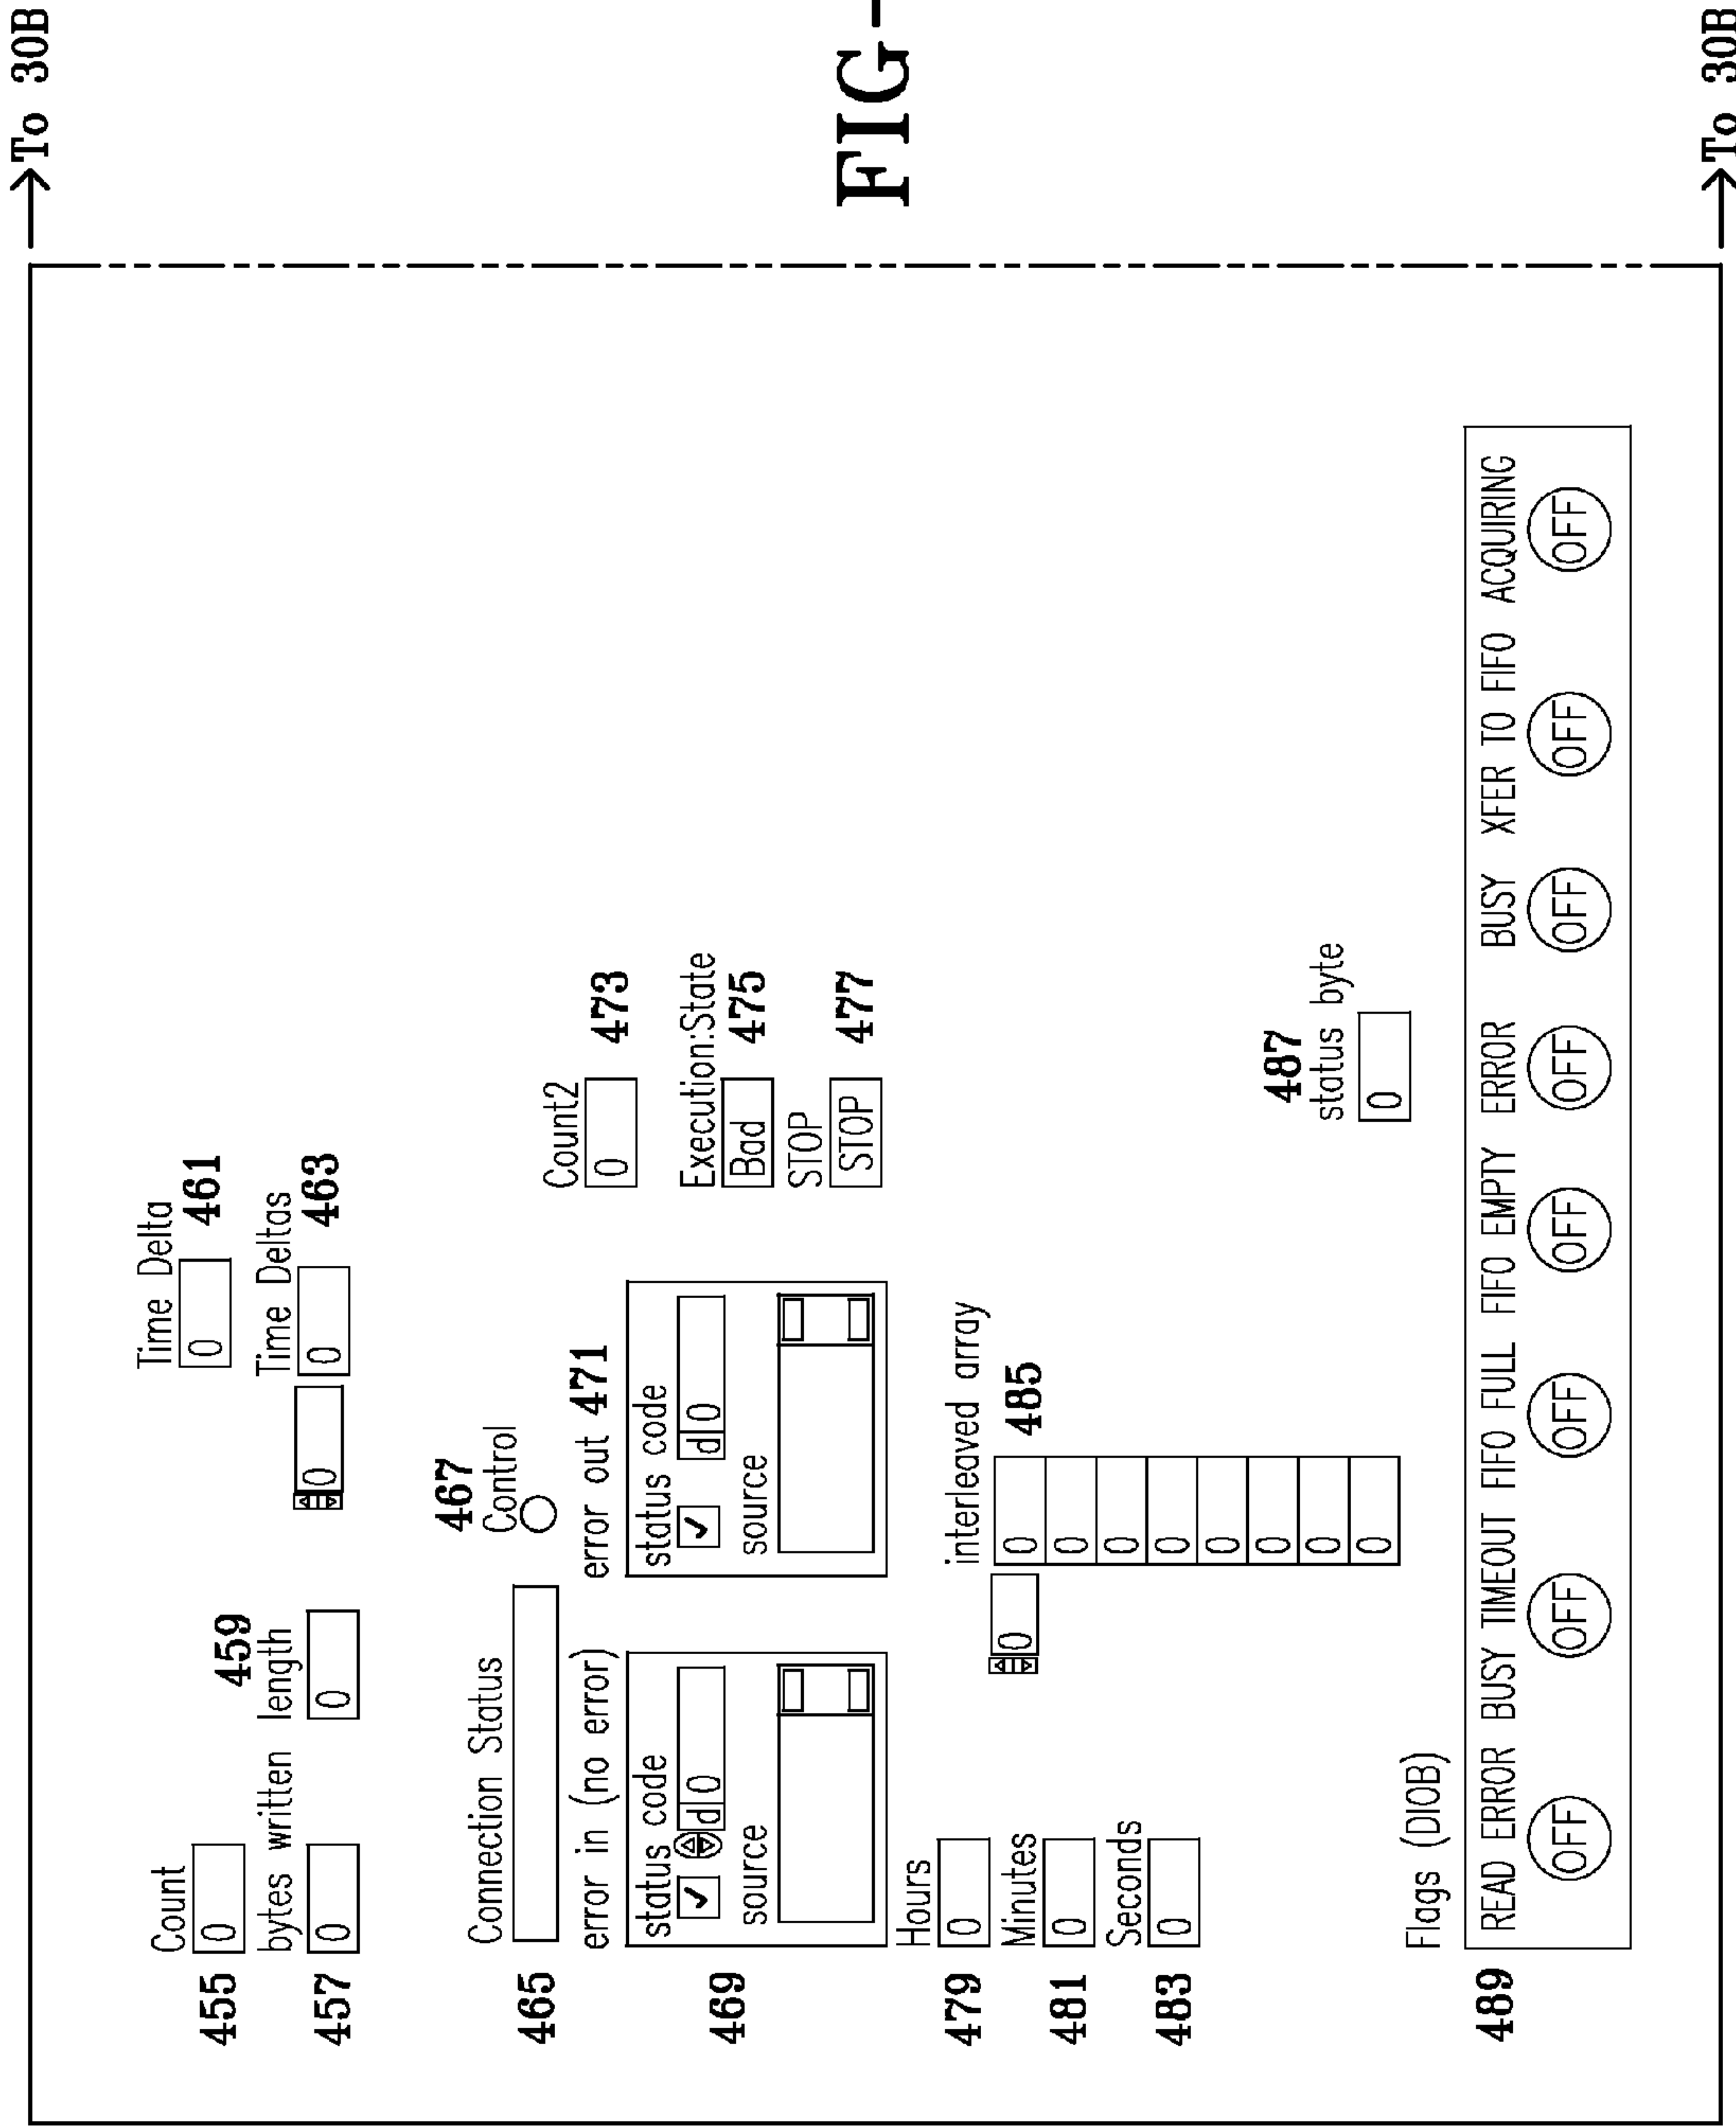 To 30B
Count
Time Delta
455 0
0 461
459
bytes written length
Time Deltas
457 0 0
0 0 463
467
Connection Status
Control
465
Count2
0 473
error in (no error)
error out 471
status code
status code
d 0
d 0
469
source
source
Execution:State
Bad 475
STOP
STOP 477
Hours
479 0
interleaved array
Minutes
481 0
0 0 485
0
0
0
0
0
0
0
Seconds
483 0
487
status byte
0
Flags (DIOB)
489
READ ERROR BUSY TIMEOUT FIFO FULL FIFO EMPTY ERROR BUSY XFER TO FIFO ACQUIRING
OFF OFF OFF OFF OFF OFF OFF OFF
To 30B
FIG-